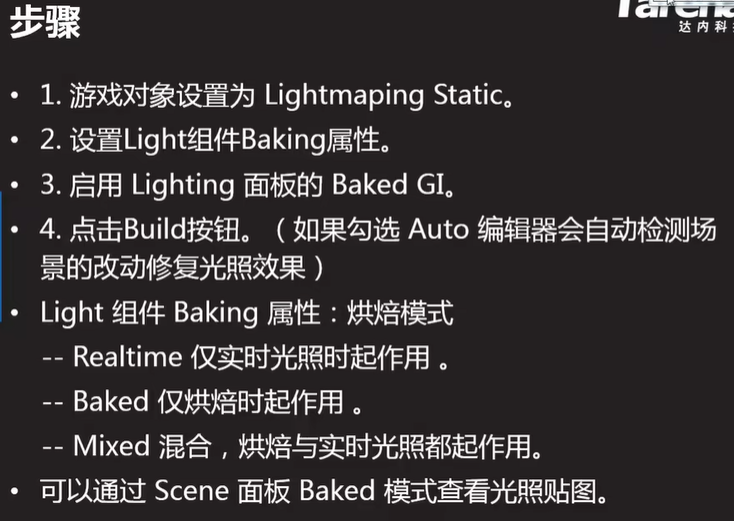 步骤
达内科
• 1. 游戏对象设置为 Lightmaping Static。
• 2. 设置Light组件Baking属性。
• 3. 启用 Lighting 面板的 Baked GI。
• 4. 点击Build按钮。（如果勾选 Auto 编辑器会自动检测场
景的改动修复光照效果）
• Light 组件 Baking 属性：烘焙模式
-- Realtime 仅实时光照时起作用 。
-- Baked 仅烘焙时起作用 。
-- Mixed 混合，烘焙与实时光照都起作用。
• 可以通过 Scene 面板 Baked 模式查看光照贴图。